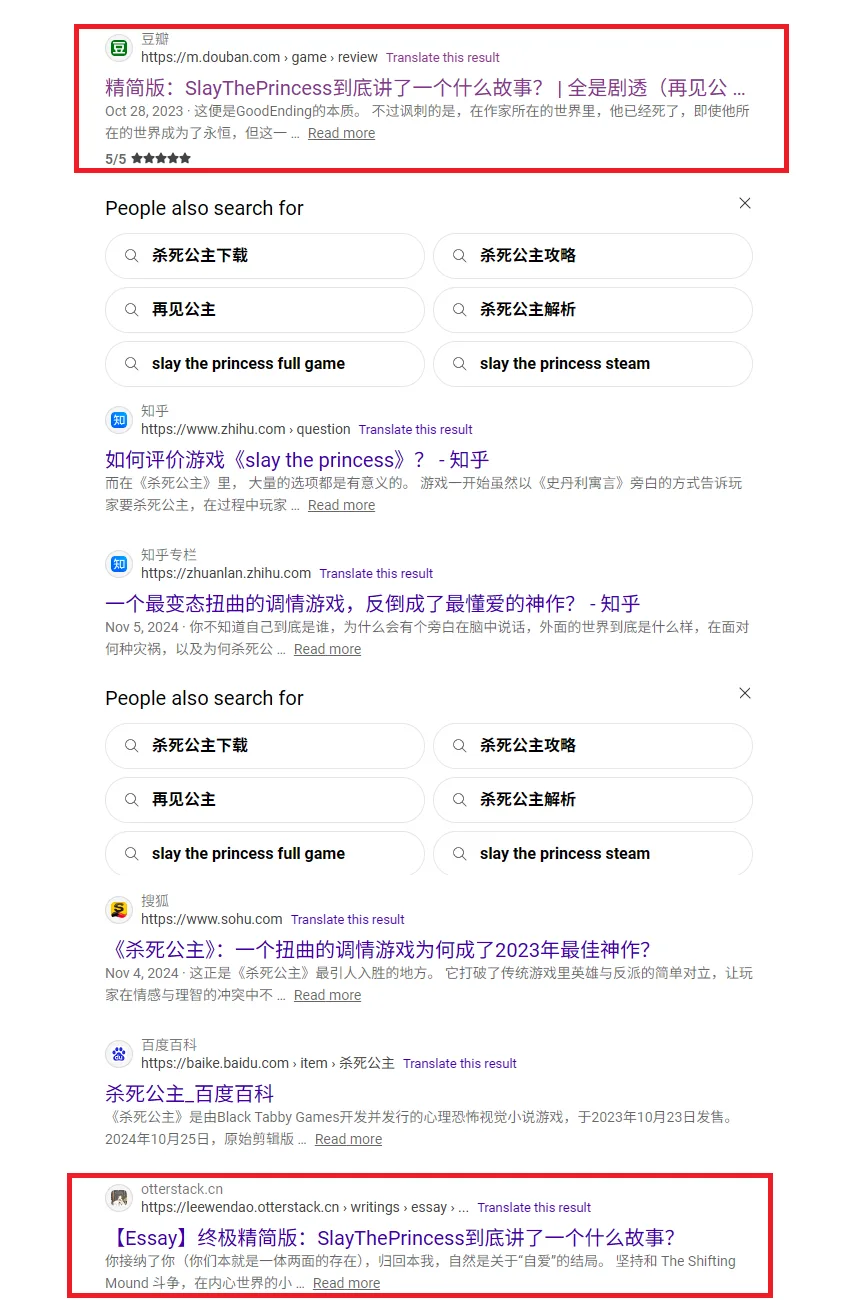 豆瓣
https://m.douban.com › game › review Translate this result
精简版：SlayThePrincess到底讲了一个什么故事？ | 全是剧透（再见公 ...
Oct 28, 2023 · 这便是GoodEnding的本质。 不过讽刺的是，在作家所在的世界里，他已经死了，即使他所
在的世界成为了永恒，但这一 ... Read more
5/5 ★★★★★
People also search for
杀死公主下载
杀死公主攻略
再见公主
杀死公主解析
slay the princess full game
slay the princess steam
知乎
https://www.zhihu.com › question Translate this result
如何评价游戏《slay the princess》？ - 知乎
而在《杀死公主》里， 大量的选项都是有意义的。 游戏一开始虽然以《史丹利寓言》旁白的方式告诉玩
家要杀死公主，在过程中玩家 ... Read more
知乎专栏
https://zhuanlan.zhihu.com Translate this result
一个最变态扭曲的调情游戏，反倒成了最懂爱的神作？ - 知乎
Nov 5, 2024 · 你不知道自己到底是谁，为什么会有个旁白在脑中说话，外面的世界到底是什么样，在面对
何种灾祸，以及为何杀死公 ... Read more
People also search for
杀死公主下载
杀死公主攻略
再见公主
杀死公主解析
slay the princess full game
slay the princess steam
搜狐
https://www.sohu.com Translate this result
《杀死公主》：一个扭曲的调情游戏为何成了2023年最佳神作？
Nov 4, 2024 · 这正是《杀死公主》最引人入胜的地方。 它打破了传统游戏里英雄与反派的简单对立，让玩
家在情感与理智的冲突中不 ... Read more
百度百科
https://baike.baidu.com › item › 杀死公主 Translate this result
杀死公主_百度百科
《杀死公主》是由Black Tabby Games开发并发行的心理恐怖视觉小说游戏，于2023年10月23日发售。
2024年10月25日，原始剪辑版 ... Read more
otterstack.cn
https://leewendao.otterstack.cn › writings › essay › ... Translate this result
【Essay】终极精简版：SlayThePrincess到底讲了一个什么故事？
你接纳了你（你们本就是一体两面的存在），归回本我，自然是关于“自爱”的结局。 坚持和 The Shifting
Mound 斗争，在内心世界的小 ... Read more